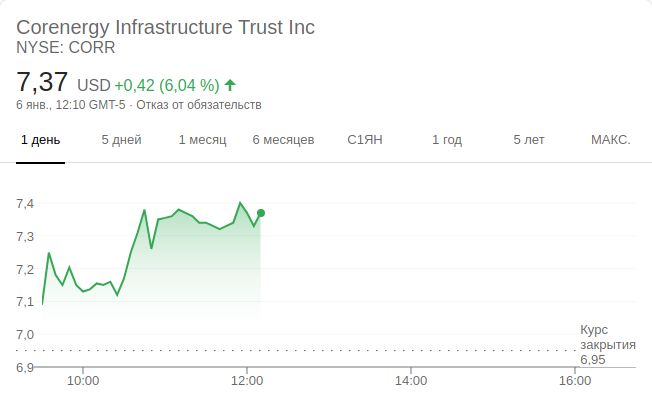 Corenergy Infrastructure Trust Inc
NYSE: CORR
7,37 USD +0,42 (6,04 %)
6 янв., 12:10 GMT-5 · Отказ от обязательств
1 день 5 дней 1 месяц 6 месяцев С1ЯН 1 год 5 лет МАКС.
7,4
7,3
7,2
7,1
7,0
6,9
Курс
закрытия
6,95
10:00 12:00 14:00 16:00